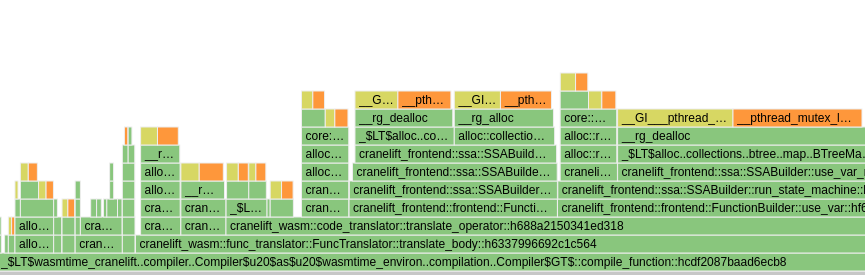 __G… __pth… __GI… __pth…
__rg_dealloc __rg_alloc core::… __GI___pthread_… __pthread_mutex_l…
core:… _$LT$alloc..co… alloc::collectio… alloc::r… __rg_dealloc
__r… alloc… cranelift_frontend::ssa::SSABuild… alloc::r… _$LT$alloc..collections..btree..map..BTreeMa…
allo… __r… cran… cranelift_frontend::ssa::SSABuilde… craneli… cranelift_frontend::ssa::SSABuilder::use_var_n
allo… __r… cran… cranelift_frontend::ssa::SSABuilder… cranelift_frontend::ssa::SSABuilder::run_state_machine:
cra… cran… _$L… cran… cranelift_frontend::frontend::Functi… cranelift_frontend::frontend::FunctionBuilder::use_var::hf6
allo… cra… cra… cran… cranelift_wasm::code_translator::translate_operator::h688a2150341ed318
allo… cran… cranelift_wasm::func_translator::FuncTranslator::translate_body::h6337996692c1c564
_$LT$wasmtime_cranelift..compiler..Compiler$u20$as$u20$wasmtime_environ..compilation..Compiler$GT$::compile_function::hcdf2087baad6ecb8